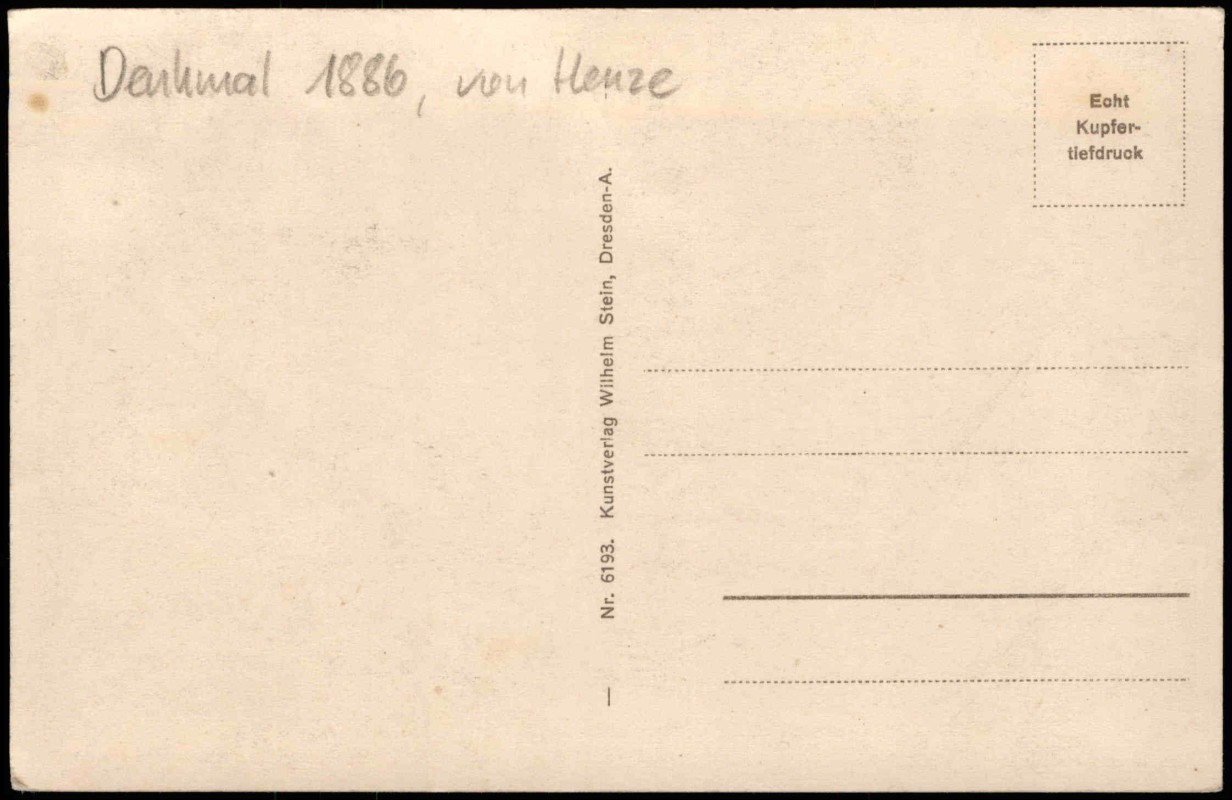 Denkmal 1886, von Henze
Echt
Kupfer-
tiefdruck
Nr. 6193. Kunstverlag Wilhelm Stein, Dresden-A.